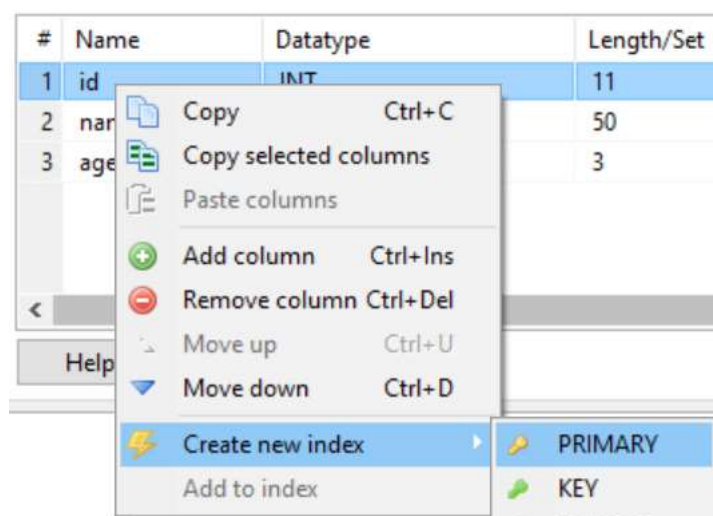 # Name Datatype Length/Set
1 id INT 11
2 50
3 age 3
Copy Ctrl+C
Copy selected columns
Paste columns
Add column Ctrl+Ins
Remove column Ctrl+Del
Move up Ctrl+U
Help
Move down Ctrl+D
Create new index PRIMARY
Add to index KEY